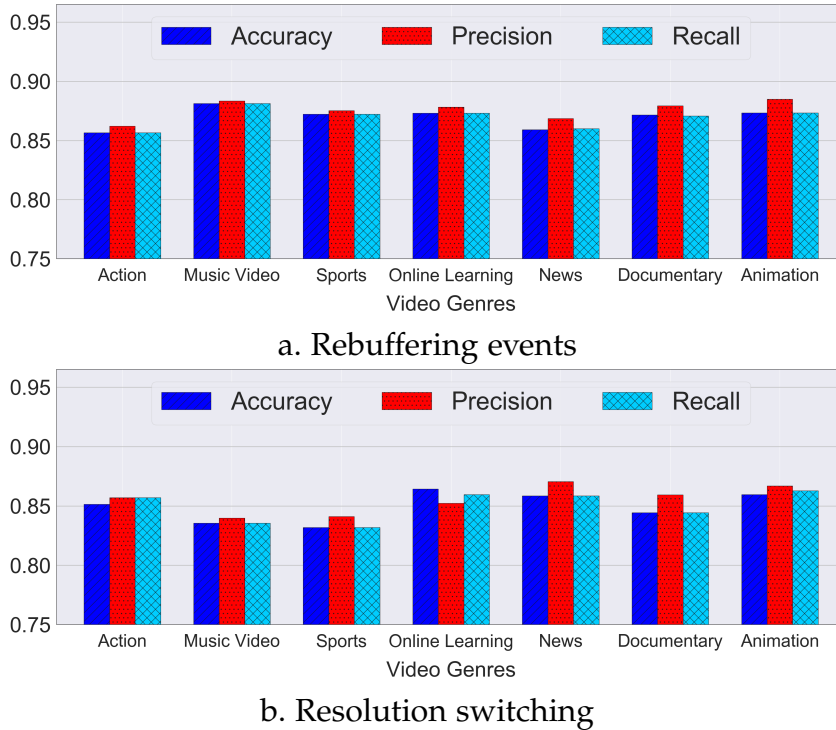 0.95
Accuracy Precision Recall
0.90
0.85
0.80
0.75
Action Music Video Sports Online Learning News Documentary Animation
Video Genres
a. Rebuffering events
0.95
Accuracy Precision Recall
0.90
0.85
0.80
0.75
Action Music Video Sports Online Learning News Documentary Animation
Video Genres
b. Resolution switching